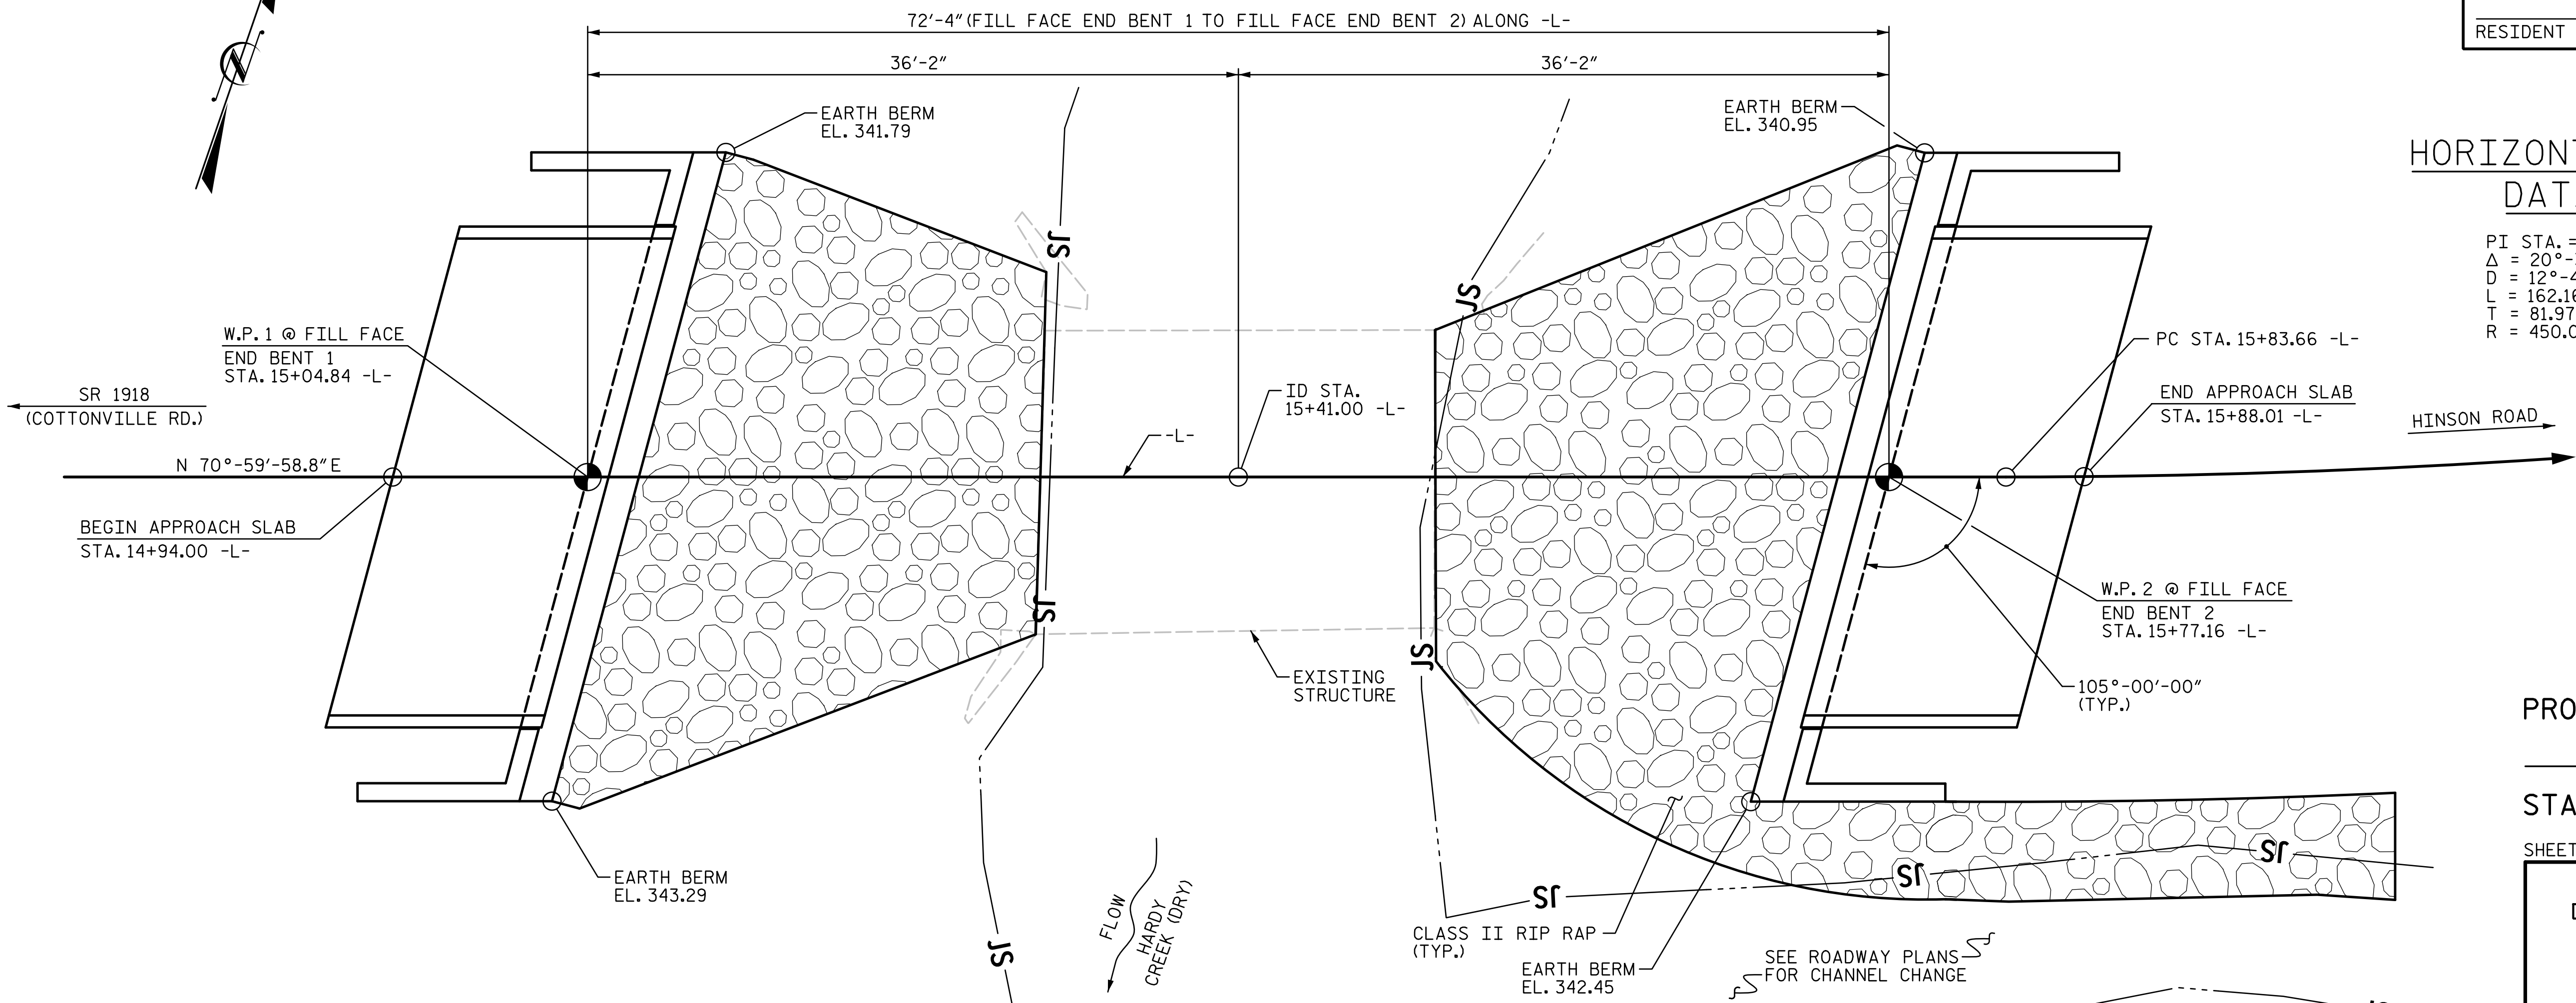 72'-4" (FILL FACE END BENT 1 TO FILL FACE END BENT 2) ALONG -L-
RESIDENT
36'-2"
36'-2"
EARTH BERM
EL. 341.79
EARTH BERM
EL. 340.95
N
HORIZONT
DATA
PI STA. =
Δ = 20°-
D = 12°-4
L = 162.16
T = 81.97
R = 450.0
JS
JS
W.P. 1 @ FILL FACE
END BENT 1
STA. 15+04.84 -L-
PC STA. 15+83.66 -L-
SR 1918
(COTTONVILLE RD.)
ID STA.
15+41.00 -L-
END APPROACH SLAB
STA. 15+88.01 -L-
HINSON ROAD
-L-
N 70°-59'-58.8" E
BEGIN APPROACH SLAB
STA. 14+94.00 -L-
W.P. 2 @ FILL FACE
END BENT 2
STA. 15+77.16 -L-
JS
JS
EXISTING
STRUCTURE
105°-00'-00"
(TYP.)
PRO
STA
SHEET
JS
JS
JS
EARTH BERM
EL. 343.29
FLOW
HARDY
CREEK (DRY)
JS
CLASS II RIP RAP
(TYP.)
EARTH BERM
EL. 342.45
SEE ROADWAY PLANS
FOR CHANNEL CHANGE